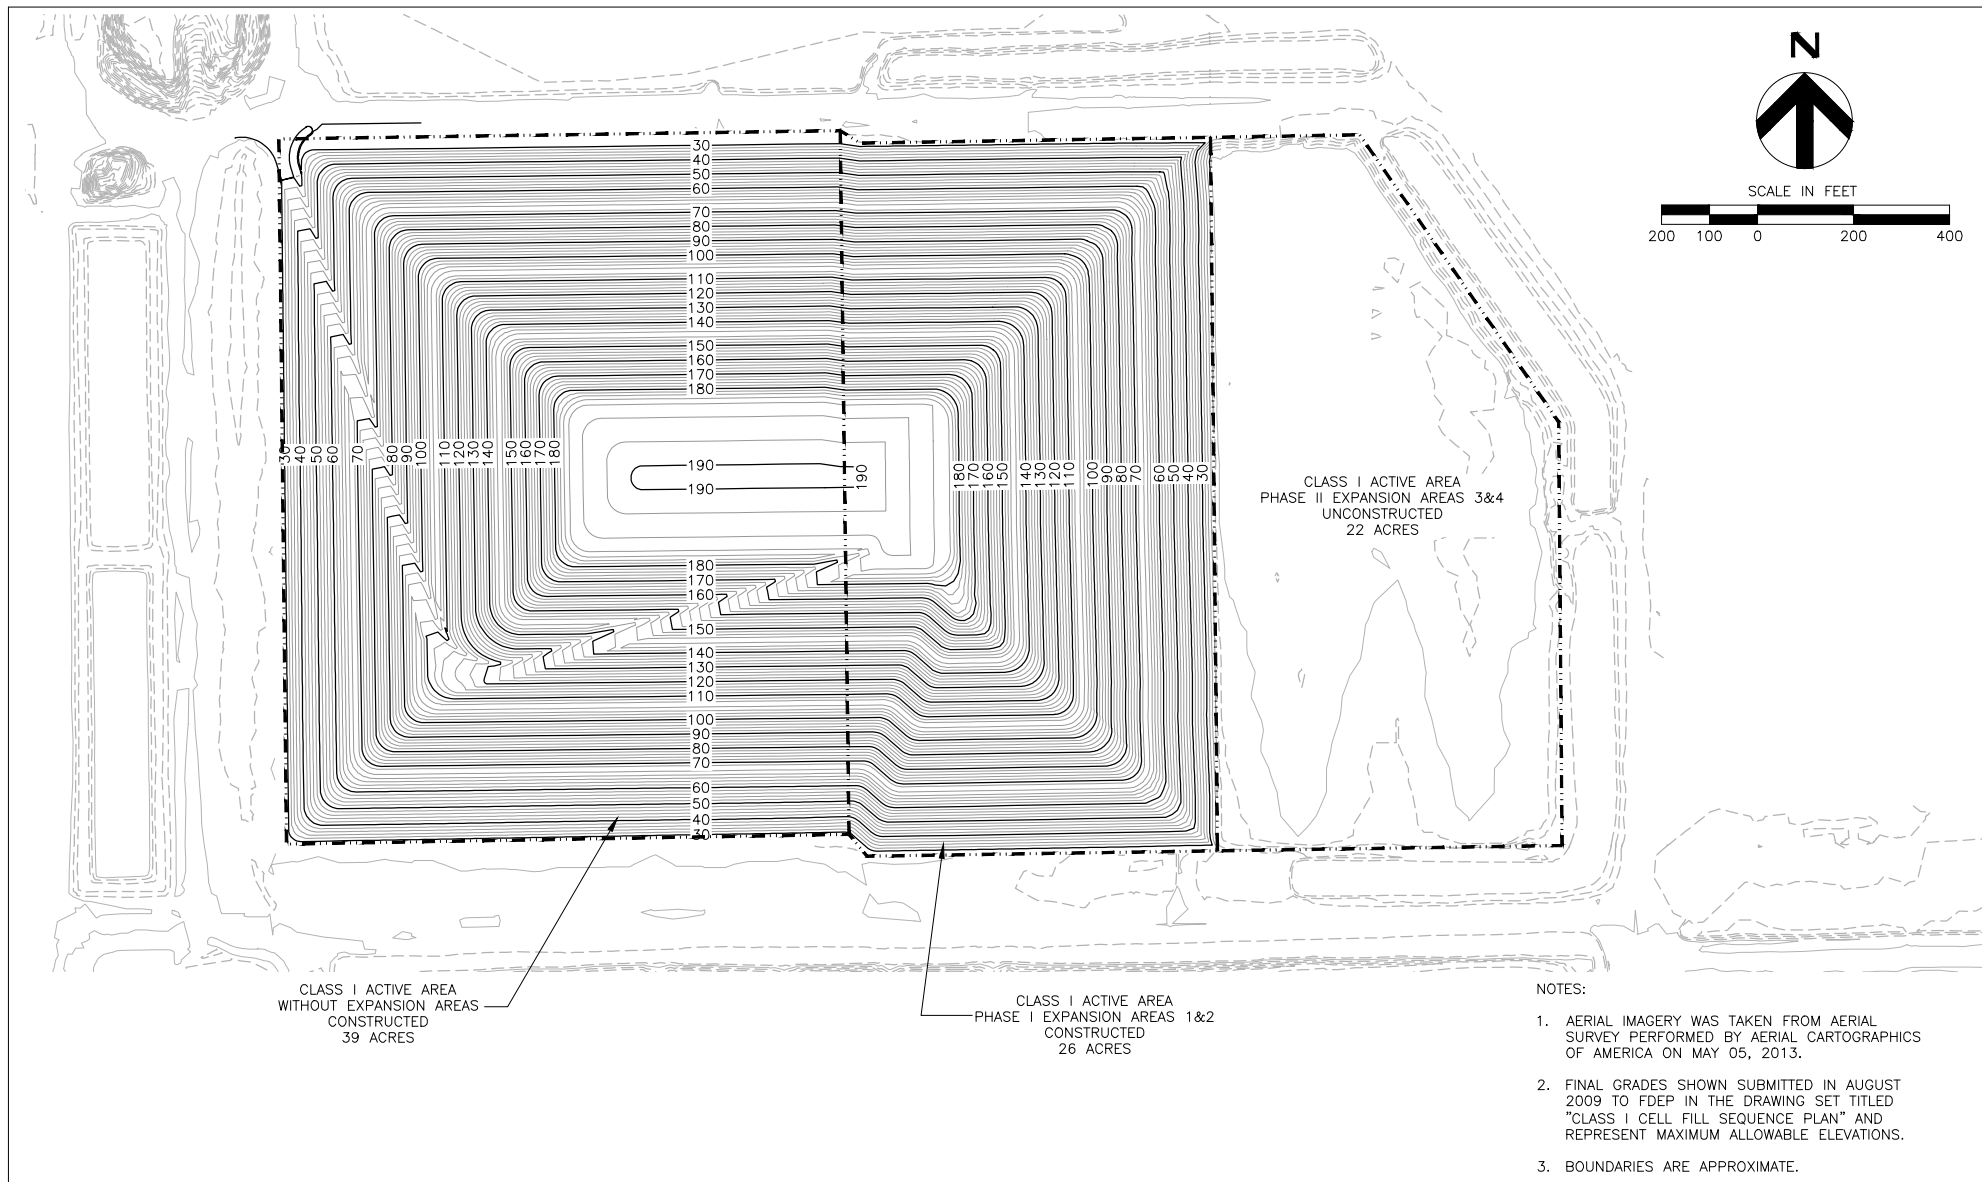 N
SCALE IN FEET
200 100 0 200 400
30
40
50
60
70
80
90
100
110
120
130
140
150
160
170
180
30 40 50 60 70 80 90 100 110 120 130 140 150 160 170 180
190
190
190
180 170 160 150 140 130 120 110 100 90 80 70 60 50 40 30
180
170
160
150
140
130
120
110
100
90
80
70
60
50
40
30
CLASS I ACTIVE AREA
PHASE II EXPANSION AREAS 3&4
UNCONSTRUCTED
22 ACRES
CLASS I ACTIVE AREA
WITHOUT EXPANSION AREAS
CONSTRUCTED
39 ACRES
CLASS I ACTIVE AREA
PHASE I EXPANSION AREAS 1&2
CONSTRUCTED
26 ACRES
NOTES:
1. AERIAL IMAGERY WAS TAKEN FROM AERIAL
SURVEY PERFORMED BY AERIAL CARTOGRAPHICS
OF AMERICA ON MAY 05, 2013.
2. FINAL GRADES SHOWN SUBMITTED IN AUGUST
2009 TO FDEP IN THE DRAWING SET TITLED
"CLASS I CELL FILL SEQUENCE PLAN" AND
REPRESENT MAXIMUM ALLOWABLE ELEVATIONS.
3. BOUNDARIES ARE APPROXIMATE.